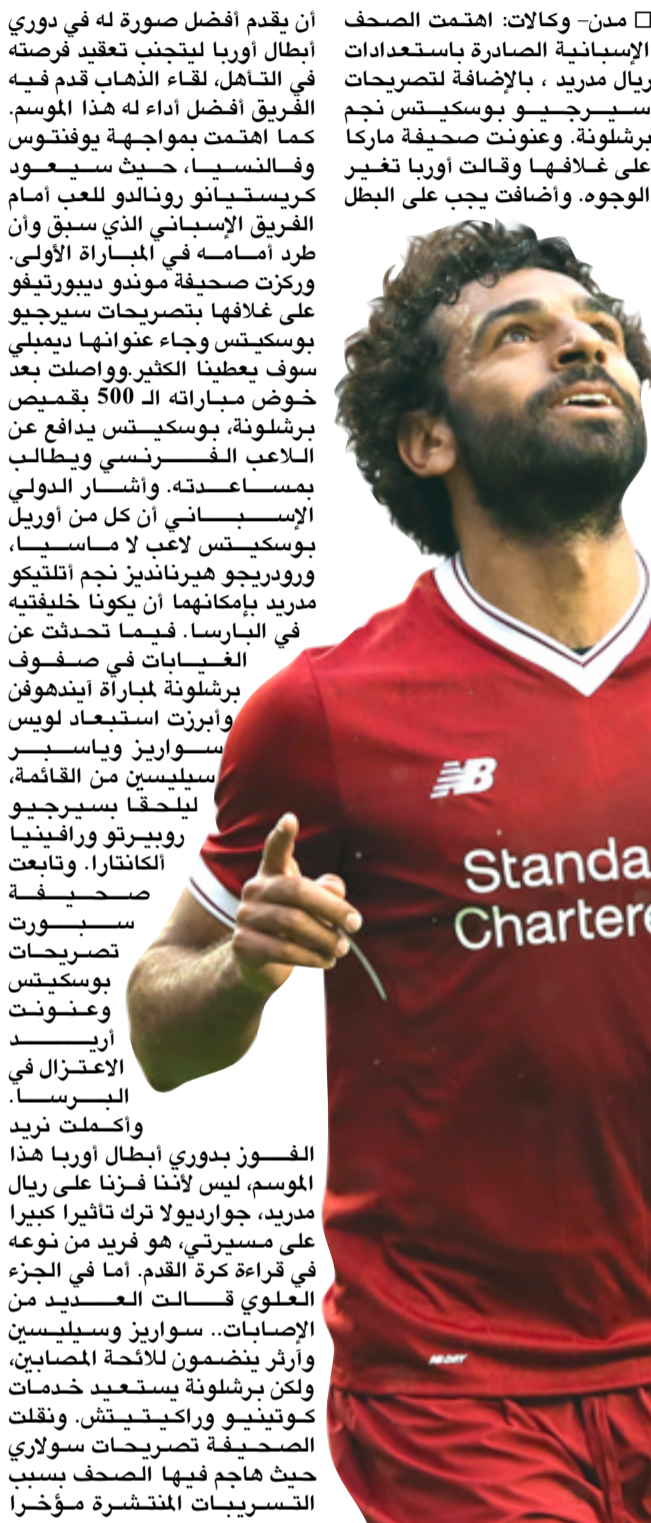 □ مدن- وكالات: اهتمت الصحف
الإسبانية الصادرة باستعدادات
ريال مدريد ، بالإضافة لتصريحات
سيرجيو بوسكيتس نجم
برشلونة. وعنونت صحيفة ماركا
على غلافها وقالت أوربا تغير
الوجوه. وأضافت يجب على البطل
أن يقدم أفضل صورة له في دوري
أبطال أوربا ليتجنب تعقيد فرصته
في التأهل، لقاء الذهاب قدم فيه
الفريق أفضل أداء له هذا الموسم.
كما اهتمت بمواجهة يوفنتوس
وفالنسيا، حيث سيعود
كريستيانو رونالدو للعب أمام
الفريق الإسباني الذي سبق وأن
طرد أمامه في المباراة الأولى.
وركزت صحيفة موندو ديبورتيفو
على غلافها بتصريحات سيرجيو
بوسكيتس وجاء عنوانها ديمبلي
سوف يعطينا الكثير.وواصلت بعد
خوض مباراته الـ 500 بقميص
برشلونة، بوسكيتس يدافع عن
اللاعب الفرنسي ويطالب
بمساعدته. وأشار الدولي
الإسباني أن كل من أوريل
بوسكيتس لاعب لا ماسيا،
ورودريجو هيرنانديز نجم أتلتيكو
مدريد بإمكانهما أن يكونا خليفتيه
في البارسا. فيما تحدثت عن
الغيابات في صفوف
برشلونة لمباراة آيندهوفن
وأبرزت استبعاد لويس
سواريز وياسبر
سيليسين من القائمة،
ليلحقا بسيرجيو
روبيرتو ورافينيا
ألكانتارا. وتابعت
صحيفة
سبورت
تصريحات
بوسكيتس
وعنونت
أريد
الاعتزال في
البرسا.
وأكملت نريد
الفوز بدوري أبطال أوربا هذا
الموسم، ليس لأننا فزنا على ريال
مدريد، جوارديولا ترك تأثيرا كبيرا
على مسيرتي، هو فريد من نوعه
في قراءة كرة القدم. أما في الجزء
العلوي قالت العديد من
الإصابات.. سواريز وسيليسين
وآرثر ينضمون للائحة المصابين،
ولكن برشلونة يستعيد خدمات
كوتينيو وراكيتيتش. ونقلت
الصحيفة تصريحات سولاري
حيث هاجم فيها الصحف بسبب
التسريبات المنتشرة مؤخرا
NB
Standa
Chartere
NB DRY